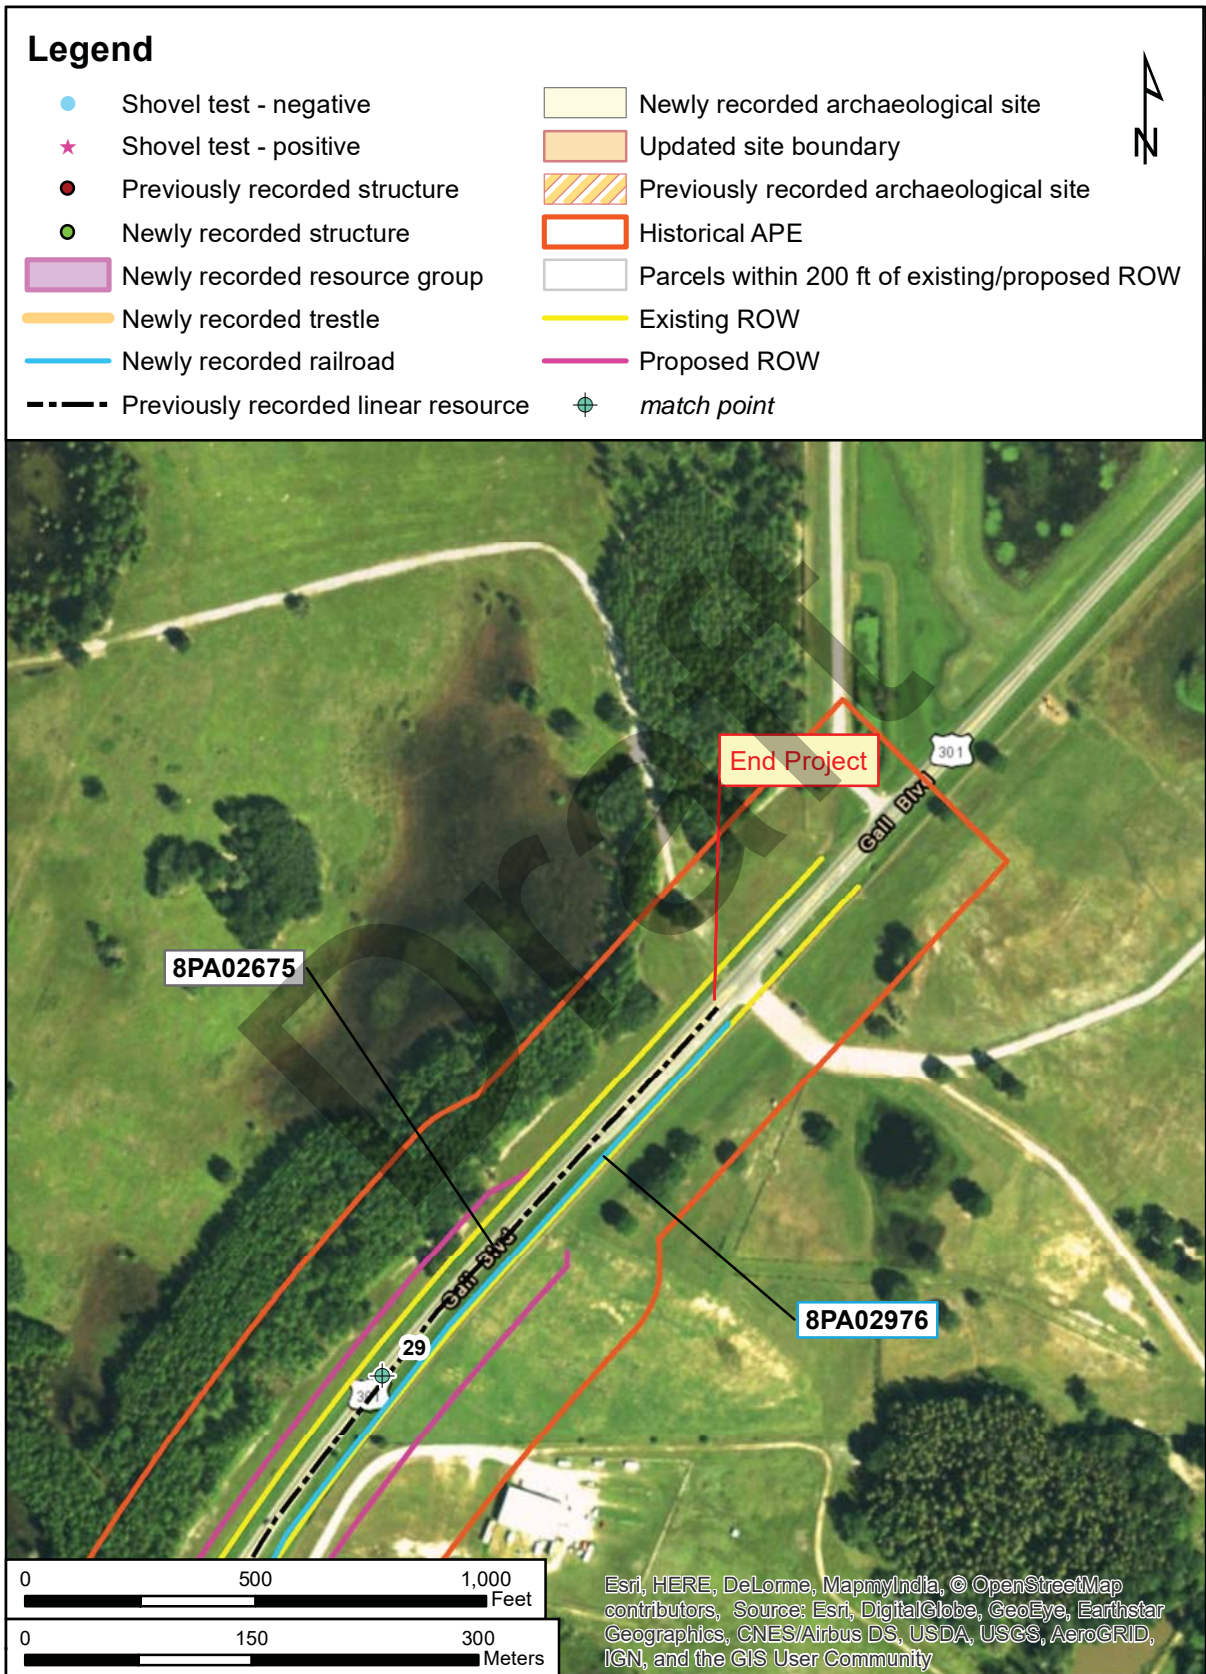 Legend
Shovel test - negative
Shovel test - positive
Previously recorded structure
Newly recorded structure
Newly recorded resource group
Newly recorded trestle
Newly recorded railroad
Previously recorded linear resource
Newly recorded archaeological site
Updated site boundary
Previously recorded archaeological site
Historical APE
Parcels within 200 ft of existing/proposed ROW
Existing ROW
Proposed ROW
match point
N
Draft
301
End Project
Gall Blvd
8PA02675
Gall Blvd
8PA02976
29
301
0 500 1,000
Feet
0 150 300
Meters
Esri, HERE, DeLorme, MapmyIndia, © OpenStreetMap
contributors, Source: Esri, DigitalGlobe, GeoEye, Earthstar
Geographics, CNES/Airbus DS, USDA, USGS, AeroGRID,
IGN, and the GIS User Community